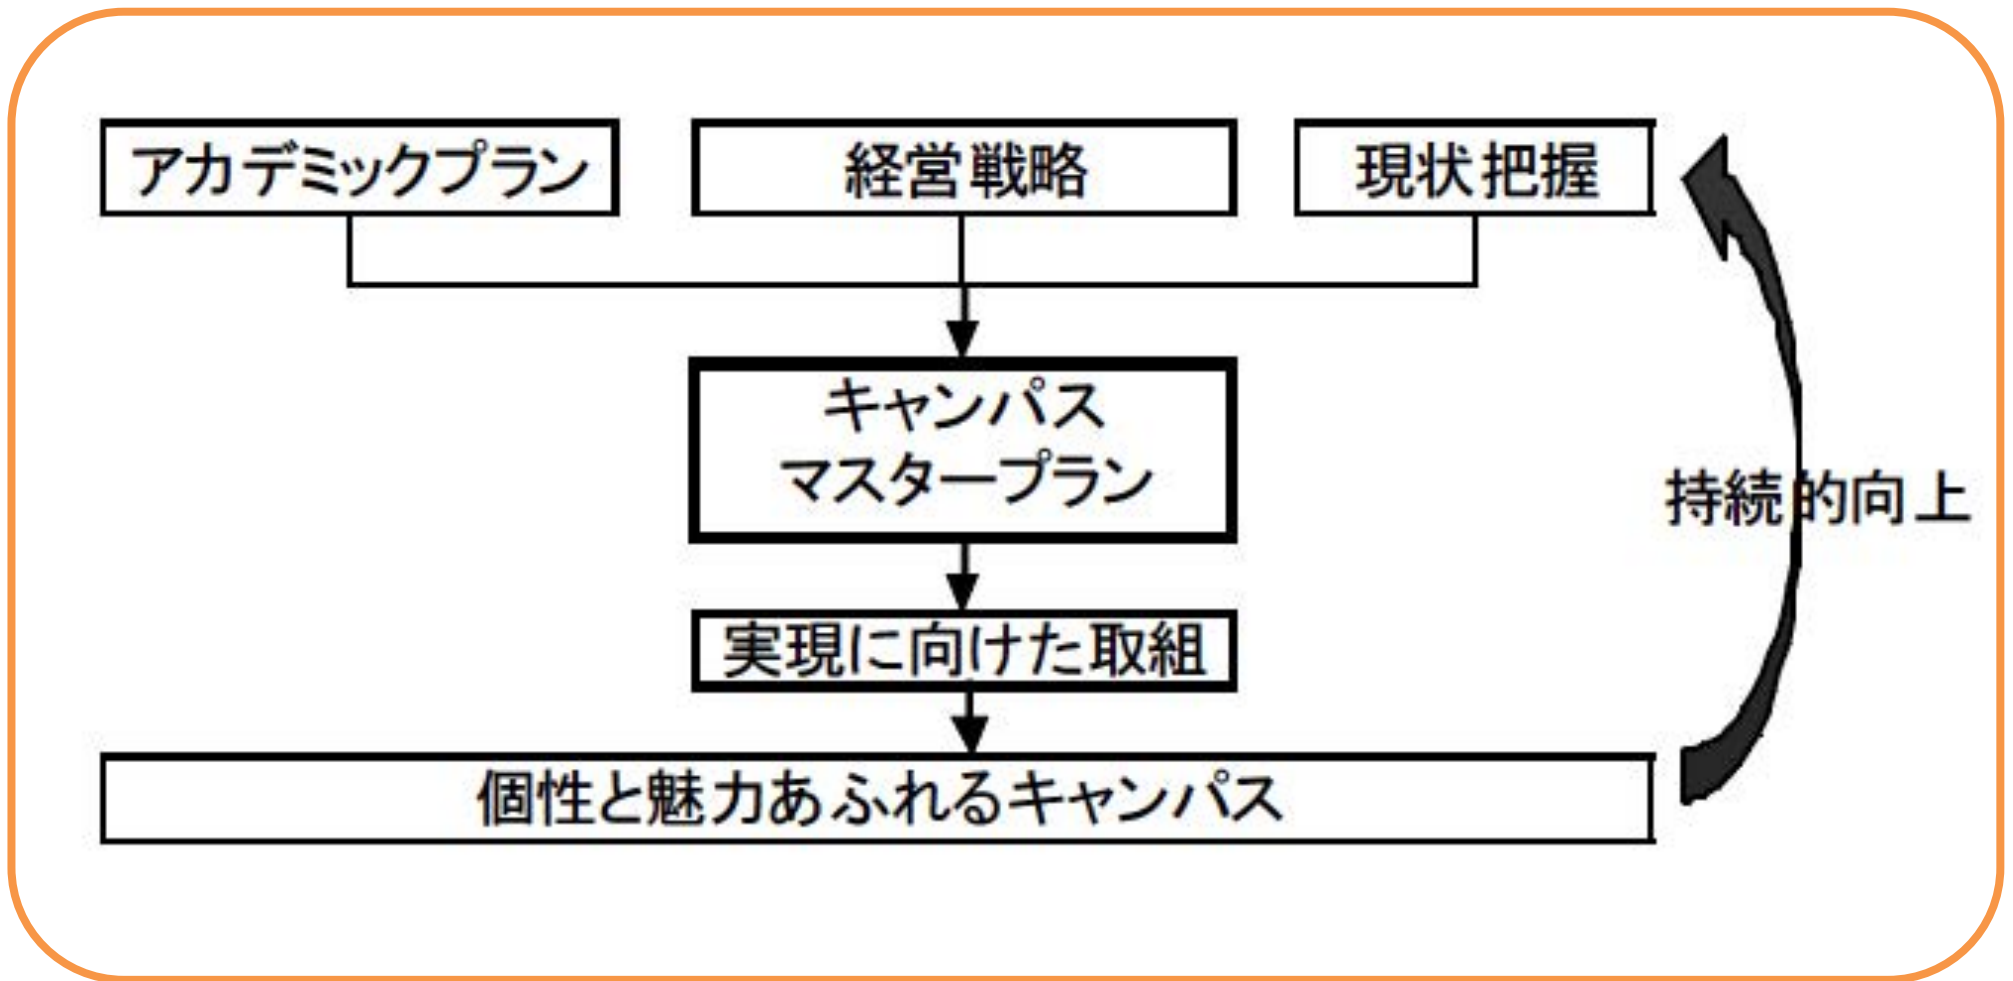 アカデミックプラン
経営戦略
現状把握
キャンパス
マスタープラン
持続的向上
実現に向けた取組
個性と魅力あふれるキャンパス